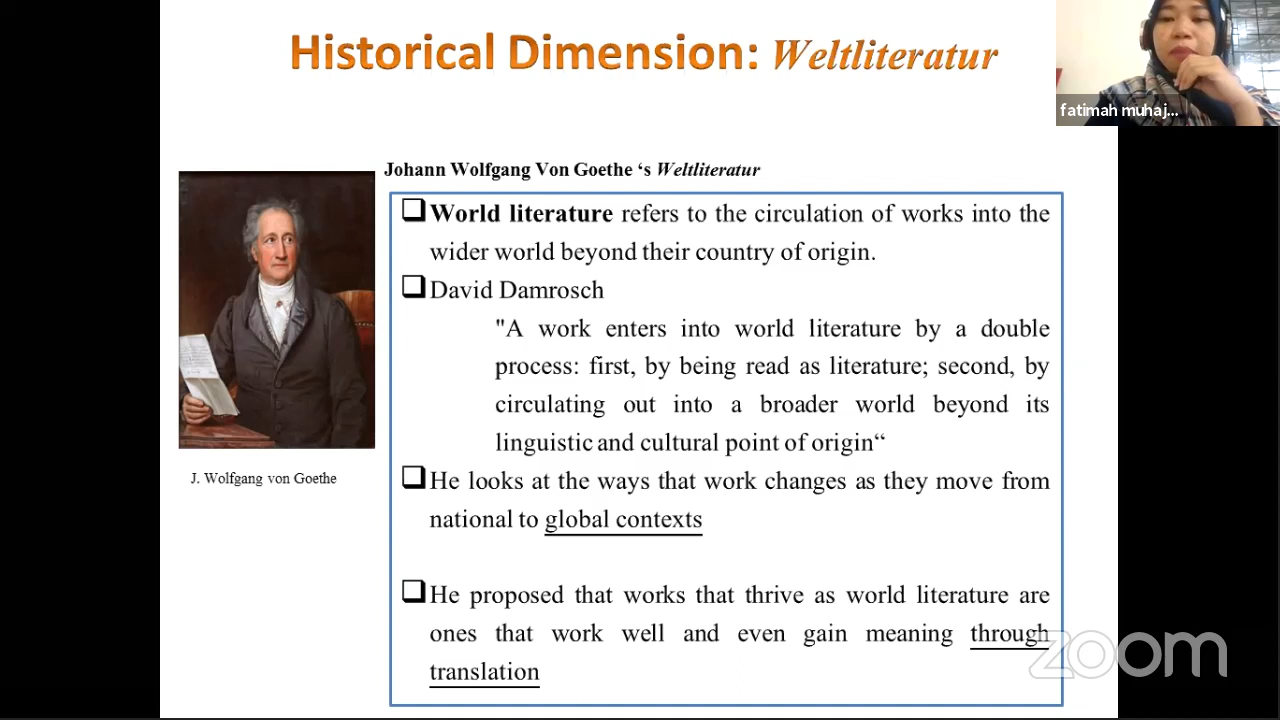 Historical Dimension: Weltliteratur
fatimah muhaj...
Johann Wolfgang Von Goethe ‘s Weltliteratur
World literature refers to the circulation of works into the
wider world beyond their country of origin.
David Damrosch
"A work enters into world literature by a double
process: first, by being read as literature; second, by
circulating out into a broader world beyond its
linguistic and cultural point of origin“
J. Wolfgang von Goethe
He looks at the ways that work changes as they move from
national to global contexts
He proposed that works that thrive as world literature are
ones that work well and even gain meaning through
translation
zoom